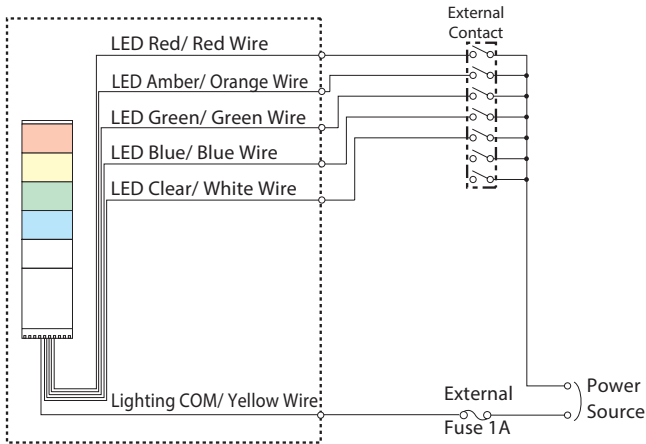 External
Contact
LED Red/ Red Wire
LED Amber/ Orange Wire
LED Green/ Green Wire
LED Blue/ Blue Wire
LED Clear/ White Wire
Lighting COM/ Yellow Wire
External
Fuse 1A
Power
Source